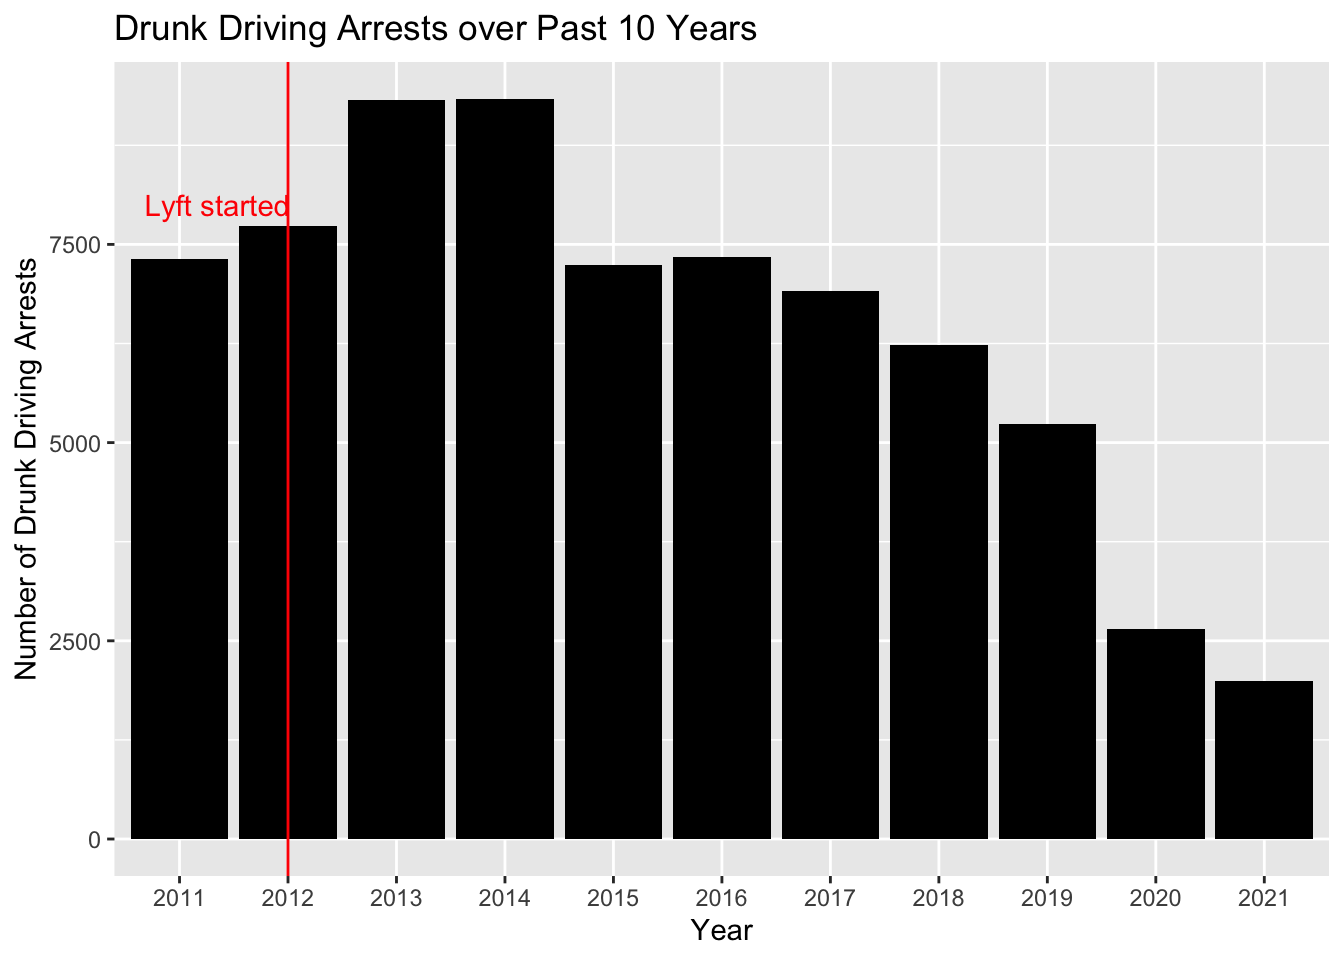 Drunk Driving Arrests over Past 10 Years
Lyft started
7500
5000
2500
0
Number of Drunk Driving Arrests
2011 2012 2013 2014 2015 2016 2017 2018 2019 2020 2021
Year